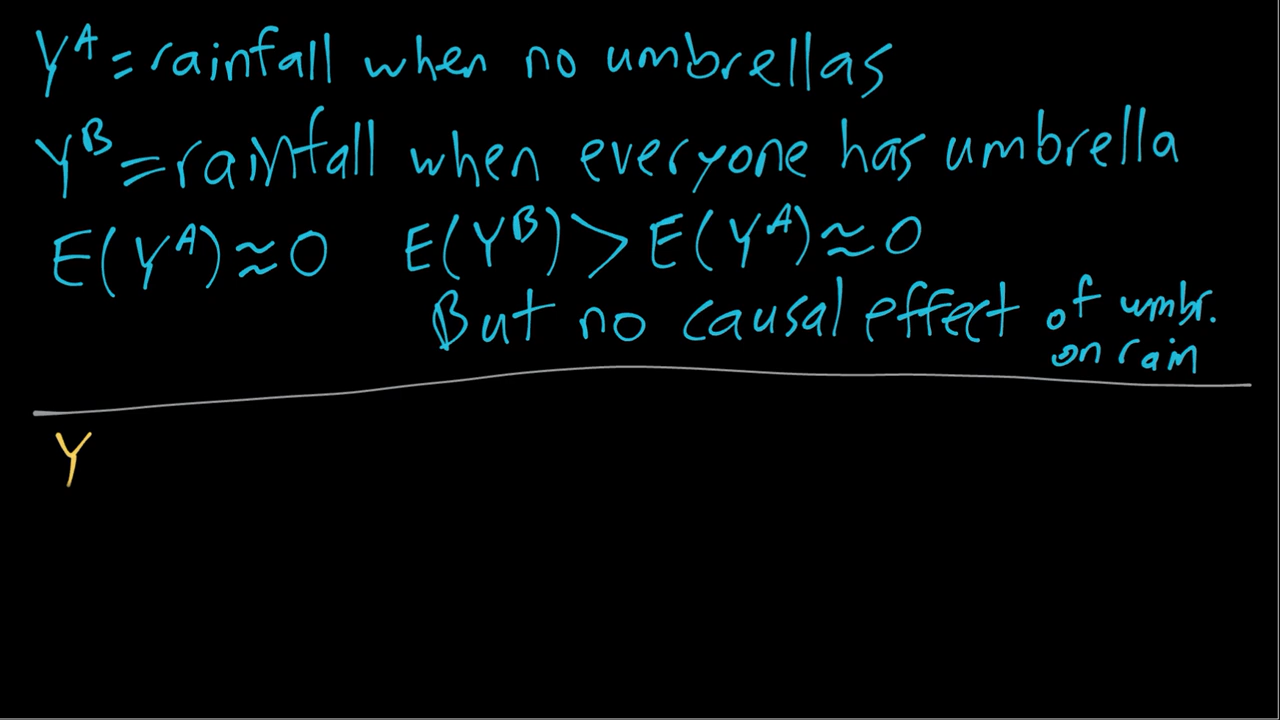 Y^A = rainfall when no umbrellas
Y^B = rainfall when everyone has umbrella
E(Y^A) ≈ 0 E(Y^B) > E(Y^A) ≈ 0
But no causal effect of umbr.
on rain
Y